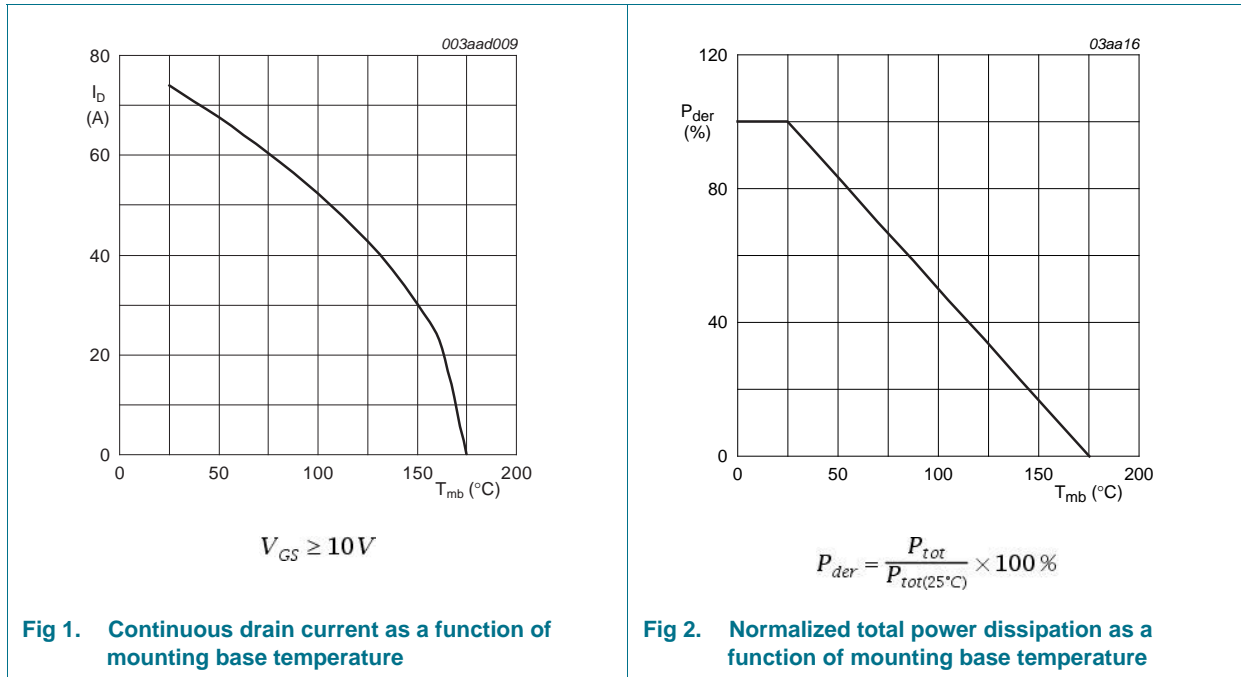 003aad009
80
I_D
(A)
60
40
20
0
0 50 100 150 200
T_mb (°C)
V_GS ≥ 10 V
Fig 1. Continuous drain current as a function of
mounting base temperature
03aa16
120
P_der
(%)
80
40
0
0 50 100 150 200
T_mb (°C)
P_der = P_tot / P_tot(25°C) × 100 %
Fig 2. Normalized total power dissipation as a
function of mounting base temperature